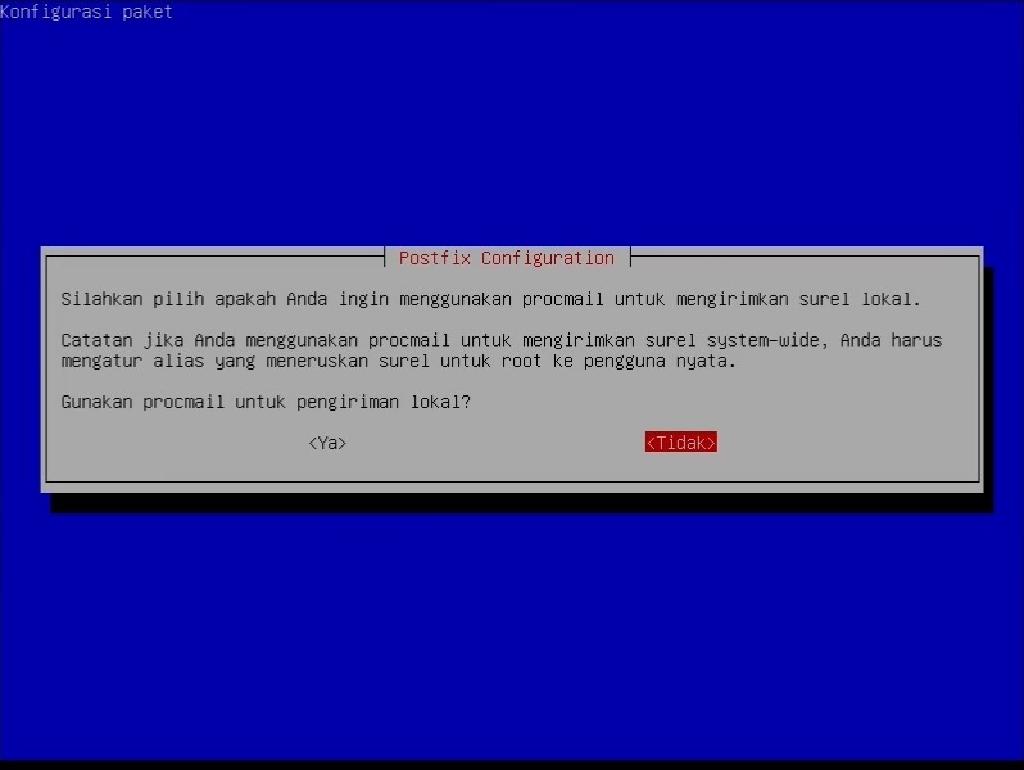 Konfigurasi paket
Postfix Configuration
Silahkan pilih apakah Anda ingin menggunakan procmail untuk mengirimkan surel lokal.
Catatan jika Anda menggunakan procmail untuk mengirimkan surel system-wide, Anda harus
mengatur alias yang meneruskan surel untuk root ke pengguna nyata.
Gunakan procmail untuk pengiriman lokal?
<Ya> <Tidak>